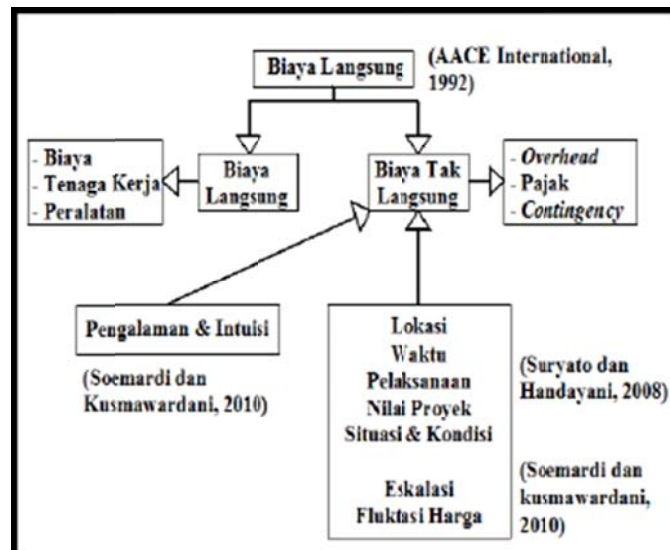 Biaya Langsung
(AACE International,
1992)
- Biaya
- Tenaga Kerja
- Peralatan
Biaya
Langsung
Biaya Tak
Langsung
- Overhead
- Pajak
- Contingency
Pengalaman & Intuisi
(Soemardi dan
Kusmawardani, 2010)
Lokasi
Waktu
Pelaksanaan
Nilai Proyek
Situasi & Kondisi
Eskalasi
Fluktasi Harga
(Suryato dan
Handayani, 2008)
(Soemardi dan
kusmawardani,
2010)